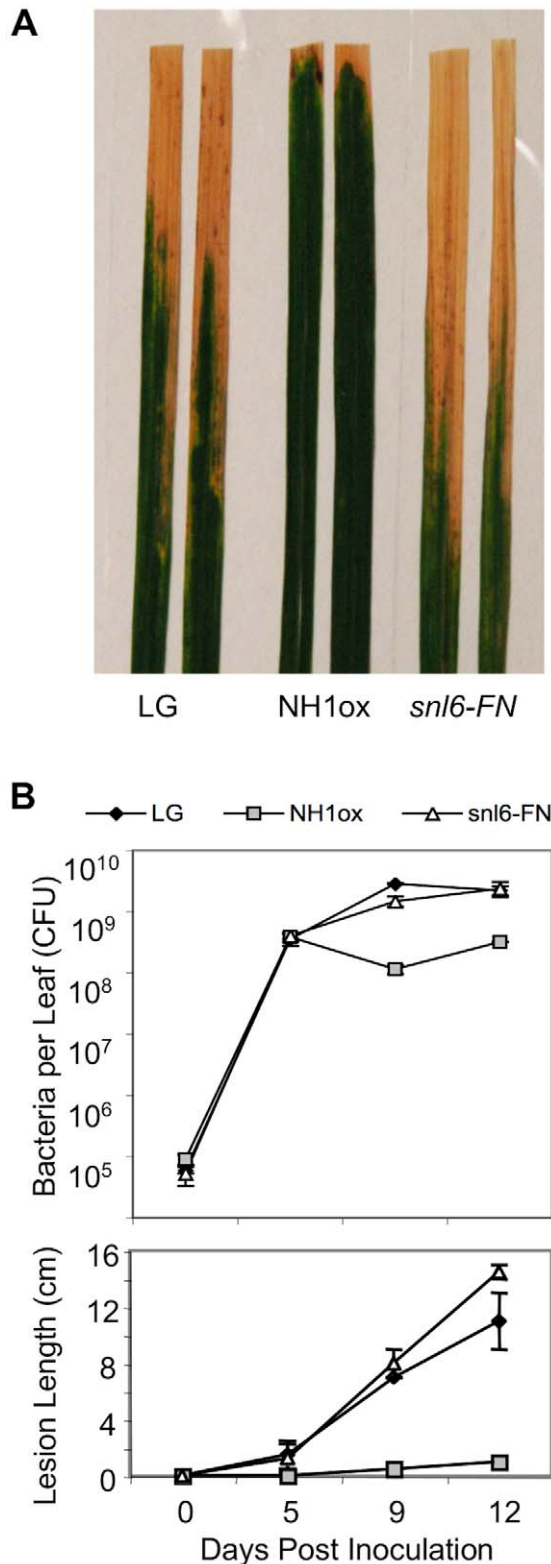 A
LG NH1ox snl6-FN
B
LG NH1ox snl6-FN
Bacteria per Leaf (CFU)
10^10
10^9
10^8
10^7
10^6
10^5
Lesion Length (cm)
16
12
8
4
0
0 5 9 12
Days Post Inoculation